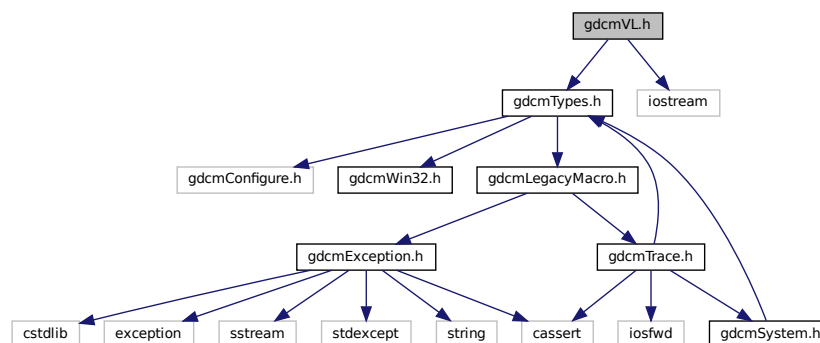 gdcmVL.h
gdcmTypes.h
iostream
gdcmConfigure.h
gdcmWin32.h
gdcmLegacyMacro.h
gdcmException.h
gdcmTrace.h
cstdlib
exception
sstream
stdexcept
string
cassert
iosfwd
gdcmSystem.h